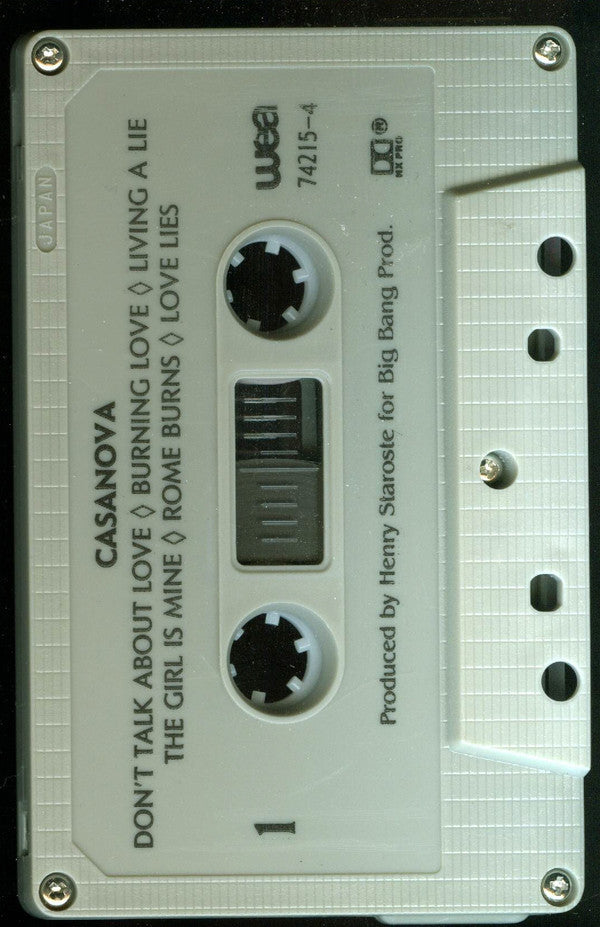 JAPAN
CASANOVA
DON'T TALK ABOUT LOVE ◊ BURNING LOVE ◊ LIVING A LIE
THE GIRL IS MINE ◊ ROME BURNS ◊ LOVE LIES
wea
74215-4
1
HX PRO
®
Produced by Henry Staroste for Big Bang Prod.